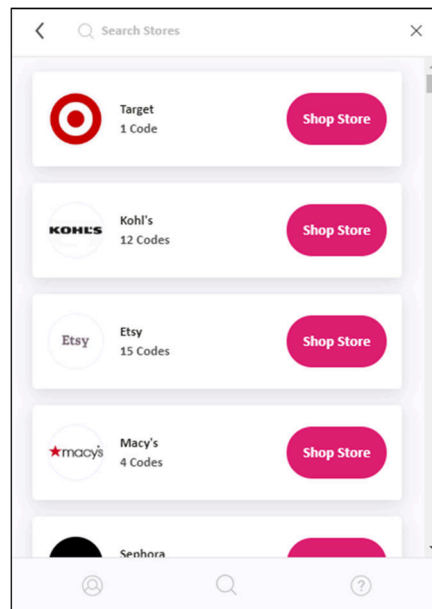 Search Stores
Target
1 Code
Shop Store
KOHL'S
Kohl's
12 Codes
Shop Store
Etsy
Etsy
15 Codes
Shop Store
macy's
Macy's
4 Codes
Shop Store
Sephora